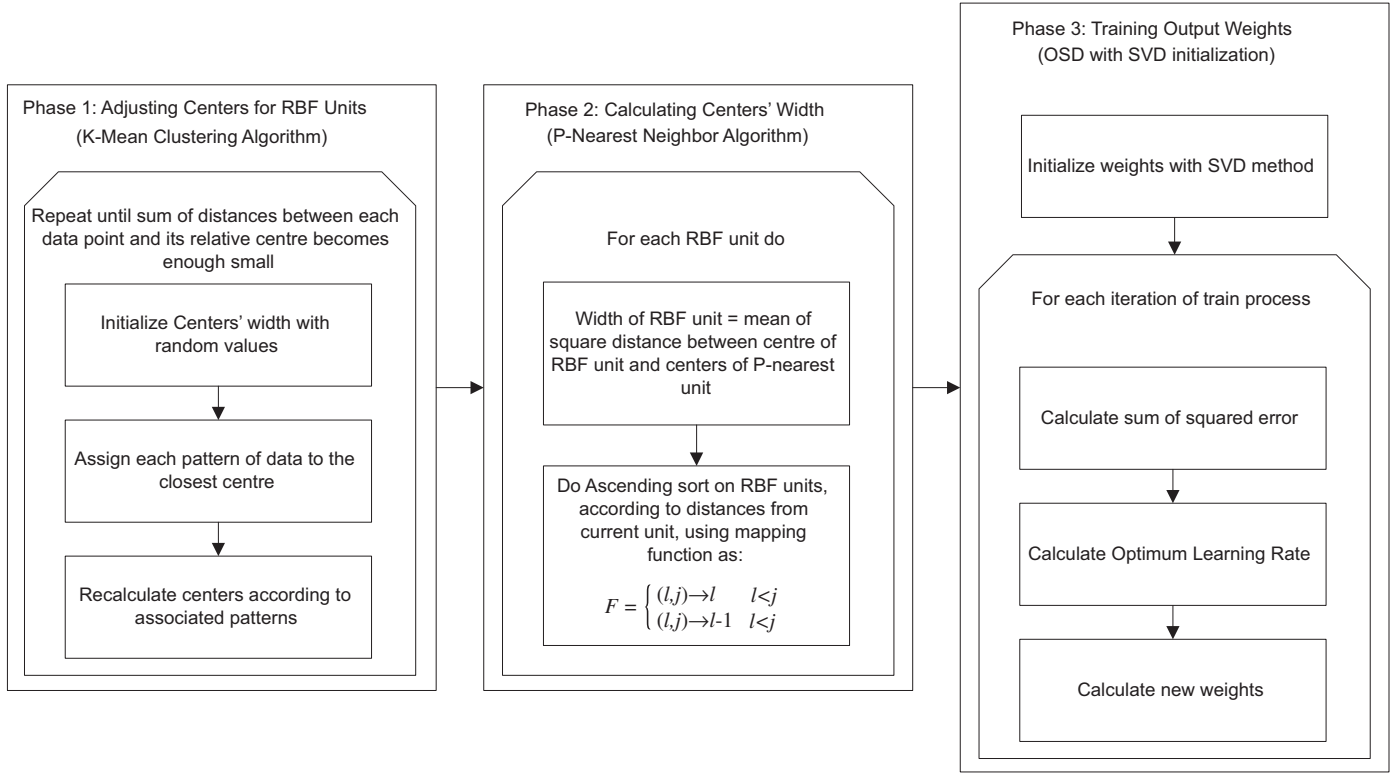 Phase 1: Adjusting Centers for RBF Units
(K-Mean Clustering Algorithm)
Repeat until sum of distances between each
data point and its relative centre becomes
enough small
Initialize Centers' width with
random values
Assign each pattern of data to the
closest centre
Recalculate centers according to
associated patterns
Phase 2: Calculating Centers' Width
(P-Nearest Neighbor Algorithm)
For each RBF unit do
Width of RBF unit = mean of
square distance between centre of
RBF unit and centers of P-nearest
unit
Do Ascending sort on RBF units,
according to distances from
current unit, using mapping
function as:
F = { (l,j)→l l<j
(l,j)→l-1 l<j
Phase 3: Training Output Weights
(OSD with SVD initialization)
Initialize weights with SVD method
For each iteration of train process
Calculate sum of squared error
Calculate Optimum Learning Rate
Calculate new weights